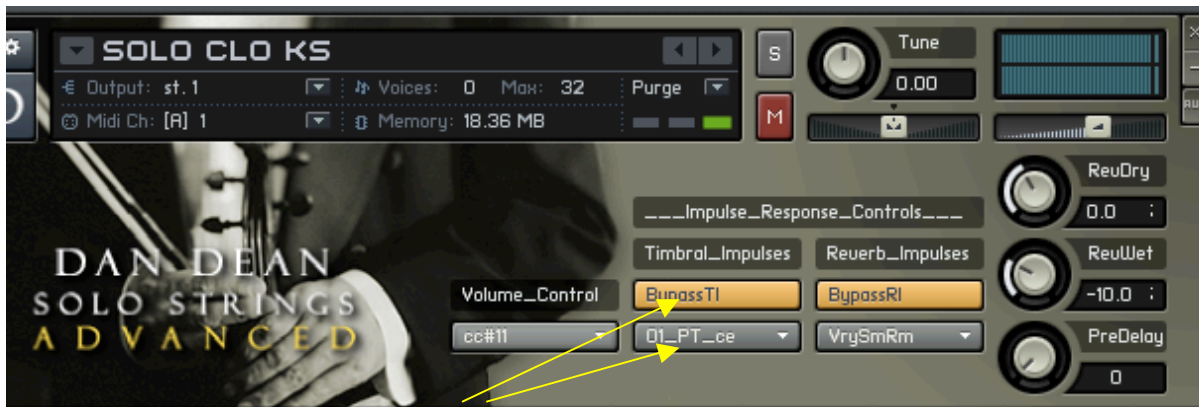 SOLO CLO KS
S
Tune
Output: st. 1
Voices: 0 Max: 32
Purge
0.00
Midi Ch: [A] 1
Memory: 18.36 MB
M
AUX
RevDry
___Impulse_Response_Controls___
0.0
DAN DEAN
Timbral_Impulses
Reverb_Impulses
RevWet
SOLO STRINGS
Volume_Control
BypassTI
BypassRI
-10.0
ADVANCED
cc#11
01_PT_ce
VrySmRm
PreDelay
0